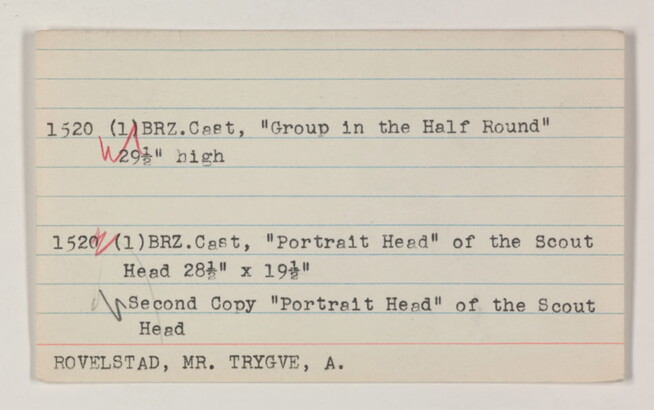 1520 (1)BRZ.Cast, "Group in the Half Round"
29½" high
1520 (1)BRZ.Cast, "Portrait Head" of the Scout
Head 28½" x 19½"
Second Copy "Portrait Head" of the Scout
Head
ROVELSTAD, MR. TRYGVE, A.